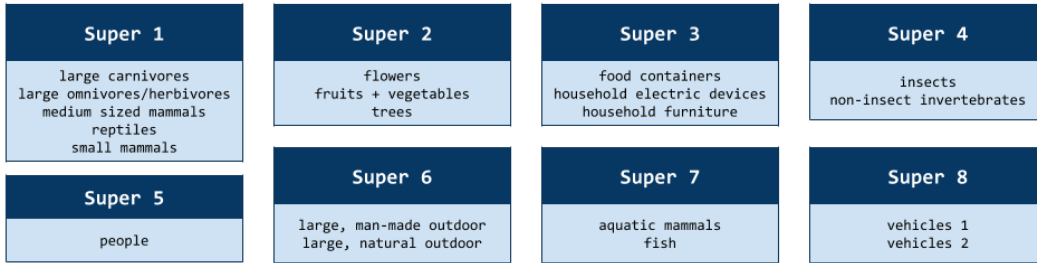 Super 1
large carnivores
large omnivores/herbivores
medium sized mammals
reptiles
small mammals
Super 2
flowers
fruits + vegetables
trees
Super 3
food containers
household electric devices
household furniture
Super 4
insects
non-insect invertebrates
Super 5
people
Super 6
large, man-made outdoor
large, natural outdoor
Super 7
aquatic mammals
fish
Super 8
vehicles 1
vehicles 2